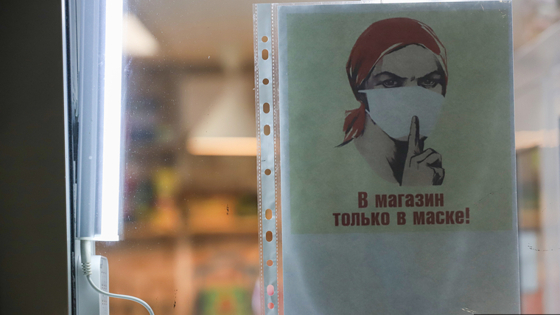 В магазин
только в маске!